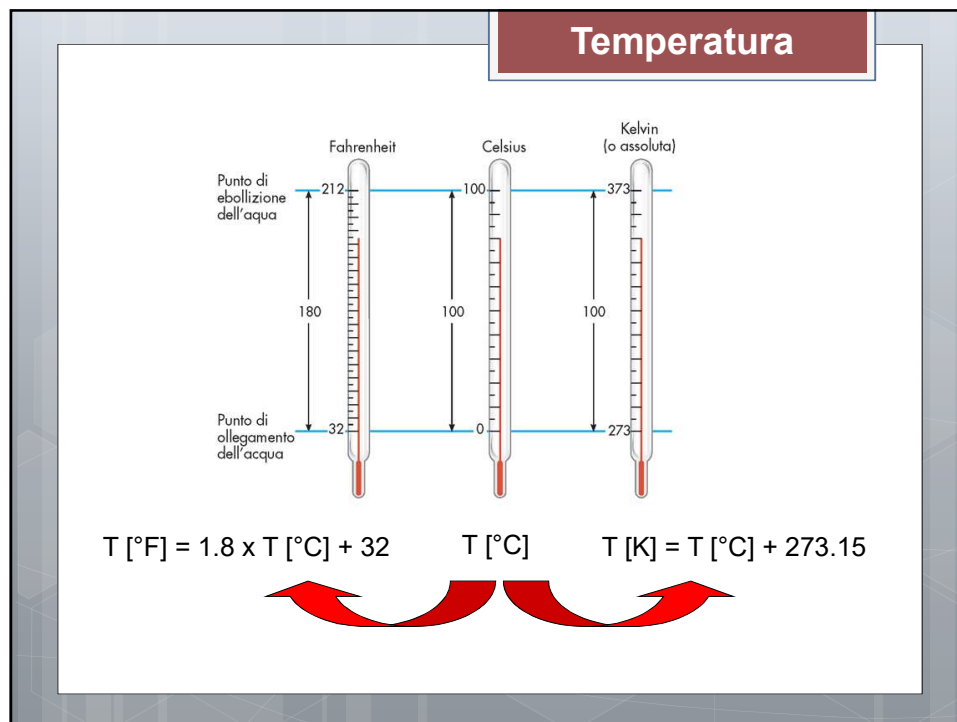 Temperatura
Fahrenheit
Celsius
Kelvin
(o assoluta)
Punto di
ebollizione
dell'aqua
212
100
373
180
100
100
Punto di
ollegamento
dell'acqua
32
0
273
T [°F] = 1.8 x T [°C] + 32
T [°C]
T [K] = T [°C] + 273.15